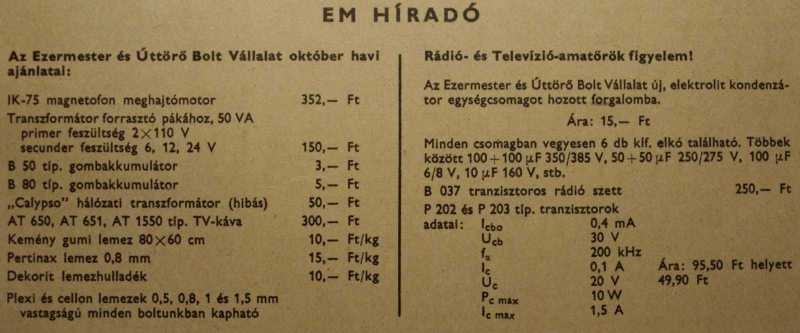 EM HÍRADÓ
Az Ezermester és Úttörő Bolt Vállalat október havi
ajánlatai:
IK-75 magnetofon meghajtómotor 352,— Ft
Transzformátor forrasztó pákához, 50 VA
primer feszültség 2×110 V
secunder feszültség 6, 12, 24 V 150,— Ft
B 50 tip. gombakkumulátor 3,— Ft
B 80 tip. gombakkumulátor 5,— Ft
„Calypso" hálózati transzformátor (hibás) 50,— Ft
AT 650, AT 651, AT 1550 tip. TV-káva 300,— Ft
Kemény gumi lemez 80×60 cm 10,— Ft/kg
Pertinax lemez 0,8 mm 15,— Ft/kg
Dekorit lemezhulladék 10,— Ft/kg
Plexi és cellon lemezek 0,5, 0,8, 1 és 1,5 mm
vastagságú minden boltunkban kapható
Rádió- és Televízió-amatőrök figyelem!
Az Ezermester és Úttörő Bolt Vállalat új, elektrolit kondenzá-
tor egységcsomagot hozott forgalomba.
Ára: 15,— Ft
Minden csomagban vegyesen 6 db klf. elkó található. Többek
között 100+100 µF 350/385 V, 50+50 µF 250/275 V, 100 µF
6/8 V, 10 µF 160 V, stb.
B 037 tranzisztoros rádió szett 250,— Ft
P 202 és P 203 tip. tranzisztorok
adatai: Icbo 0,4 mA
Ucb 30 V
fα 200 kHz
Ic 0,1 A Ára: 95,50 Ft helyett
Uc 20 V 49,90 Ft
Pc máx 10 W
Ic max 1,5 A